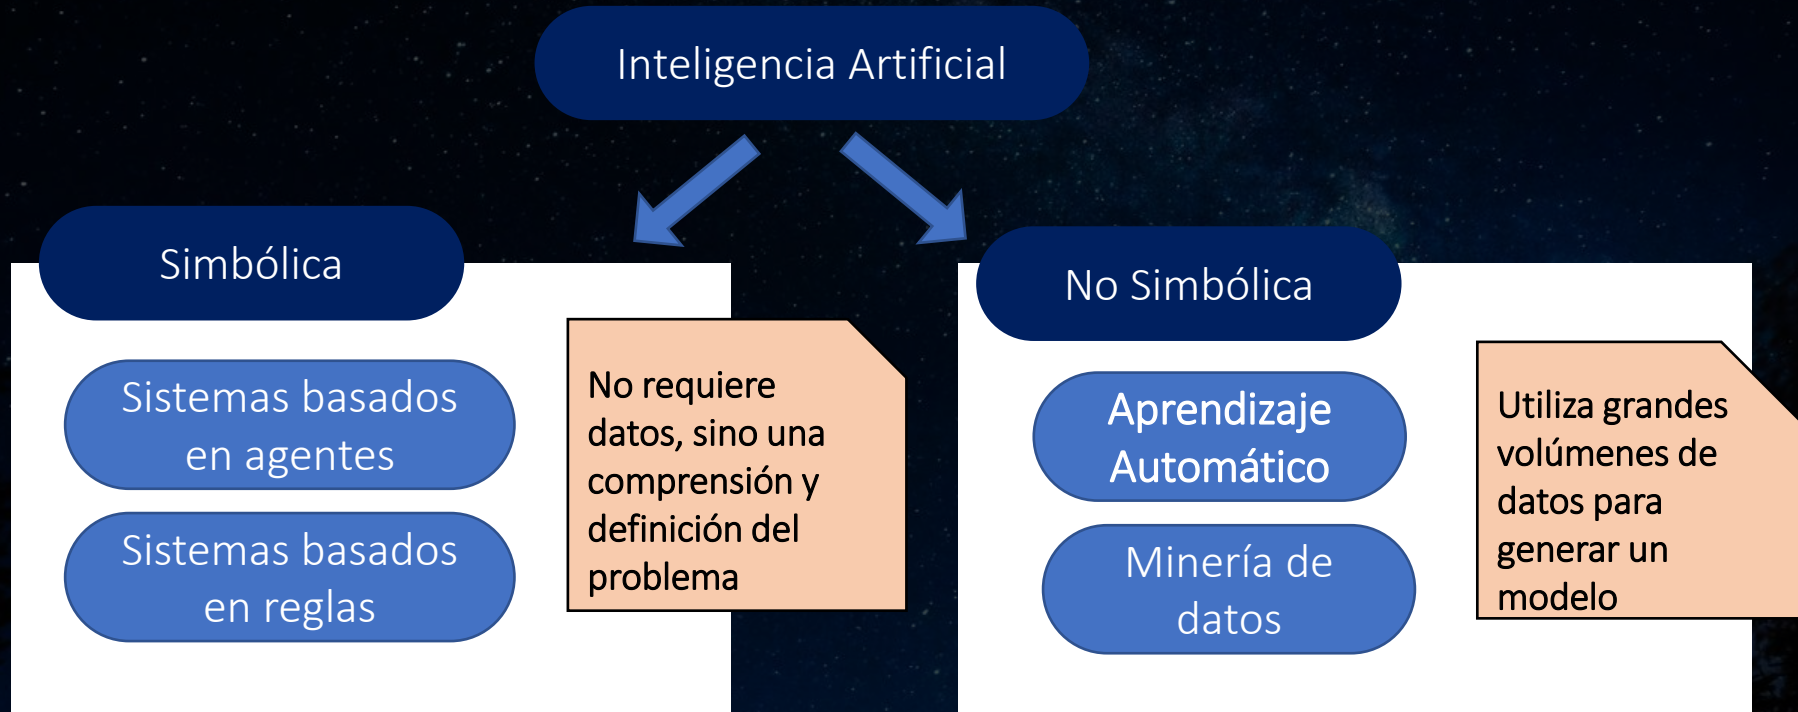 Inteligencia Artificial
Simbólica
Sistemas basados
en agentes
Sistemas basados
en reglas
No requiere
datos, sino una
comprensión y
definición del
problema
No Simbólica
Aprendizaje
Automático
Minería de
datos
Utiliza grandes
volúmenes de
datos para
generar un
modelo